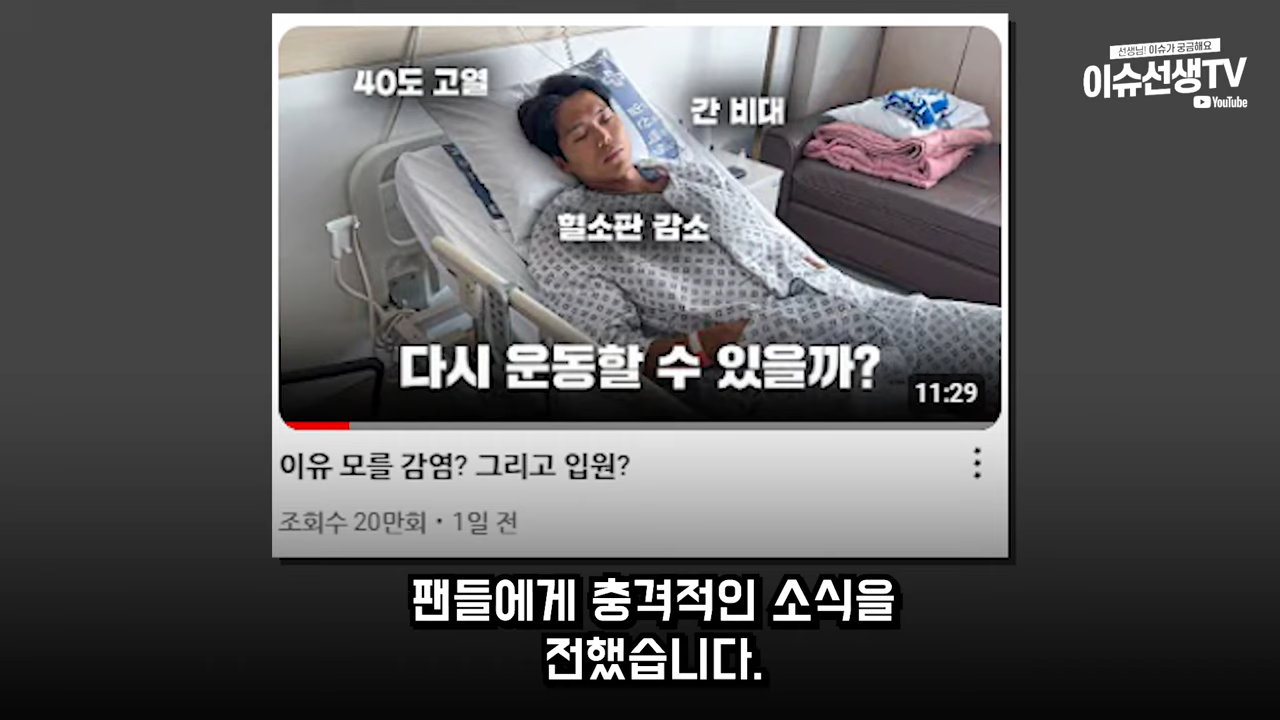 선생님! 이슈가 궁금해요
이슈선생TV
YouTube
40도 고열
간 비대
혈소판 감소
다시 운동할 수 있을까?
11:29
이유 모를 감염? 그리고 입원?
조회수 20만회 • 1일 전
팬들에게 충격적인 소식을
전했습니다.